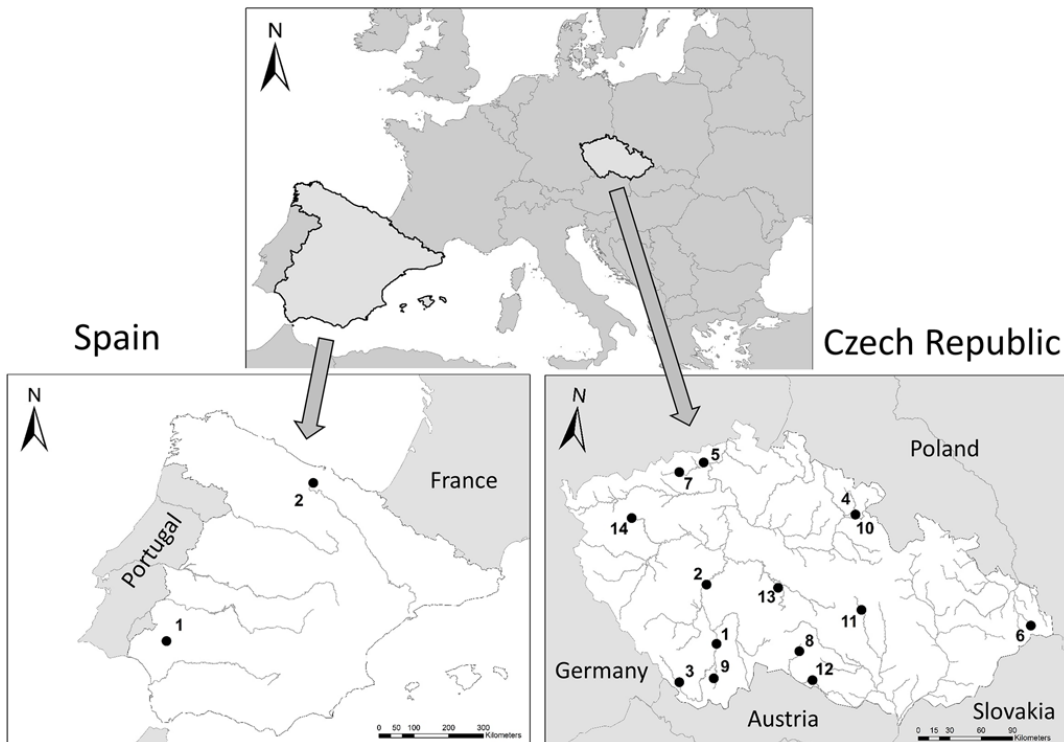 N
Spain
Czech Republic
N
France
Portugal
2
1
0 50 100 200 300
Kilometers
N
Poland
5
7
4
10
14
2
13
11
1
8
6
3
9
12
Germany
Austria
Slovakia
0 15 30 60 90
Kilometers